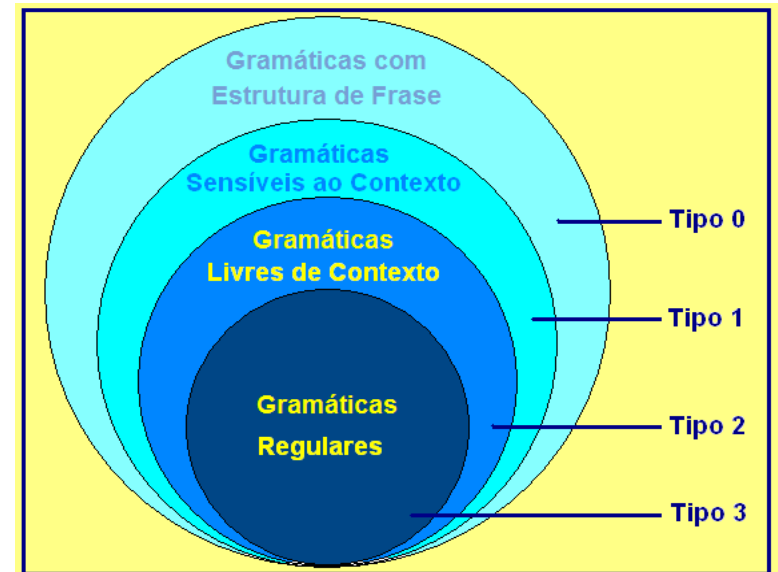 Gramáticas com
Estrutura de Frase
Gramáticas
Sensíveis ao Contexto
Gramáticas
Livres de Contexto
Gramáticas
Regulares
Tipo 0
Tipo 1
Tipo 2
Tipo 3